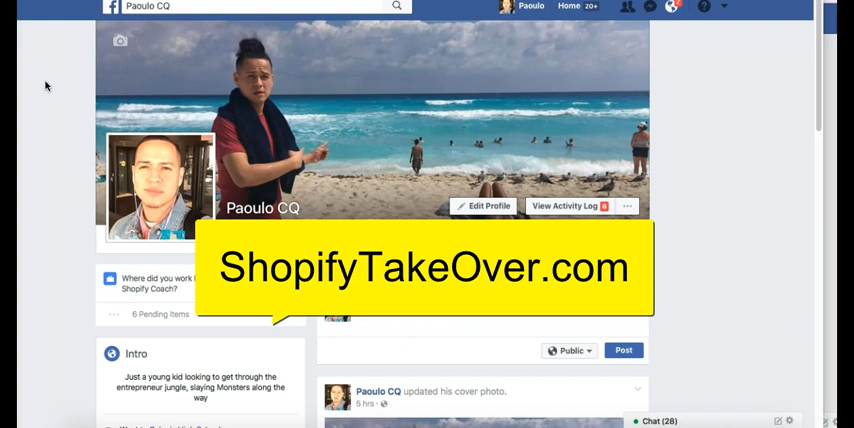 Paoulo CQ
Paoulo Home 20+
2
Paoulo CQ
Edit Profile
View Activity Log 6
ShopifyTakeOver.com
Where did you work
Shopify Coach?
6 Pending Items
Public
Post
Intro
Just a young kid looking to get through the
entrepreneur jungle, slaying Monsters along the
way
Paoulo CQ updated his cover photo.
5 hrs
Chat (28)